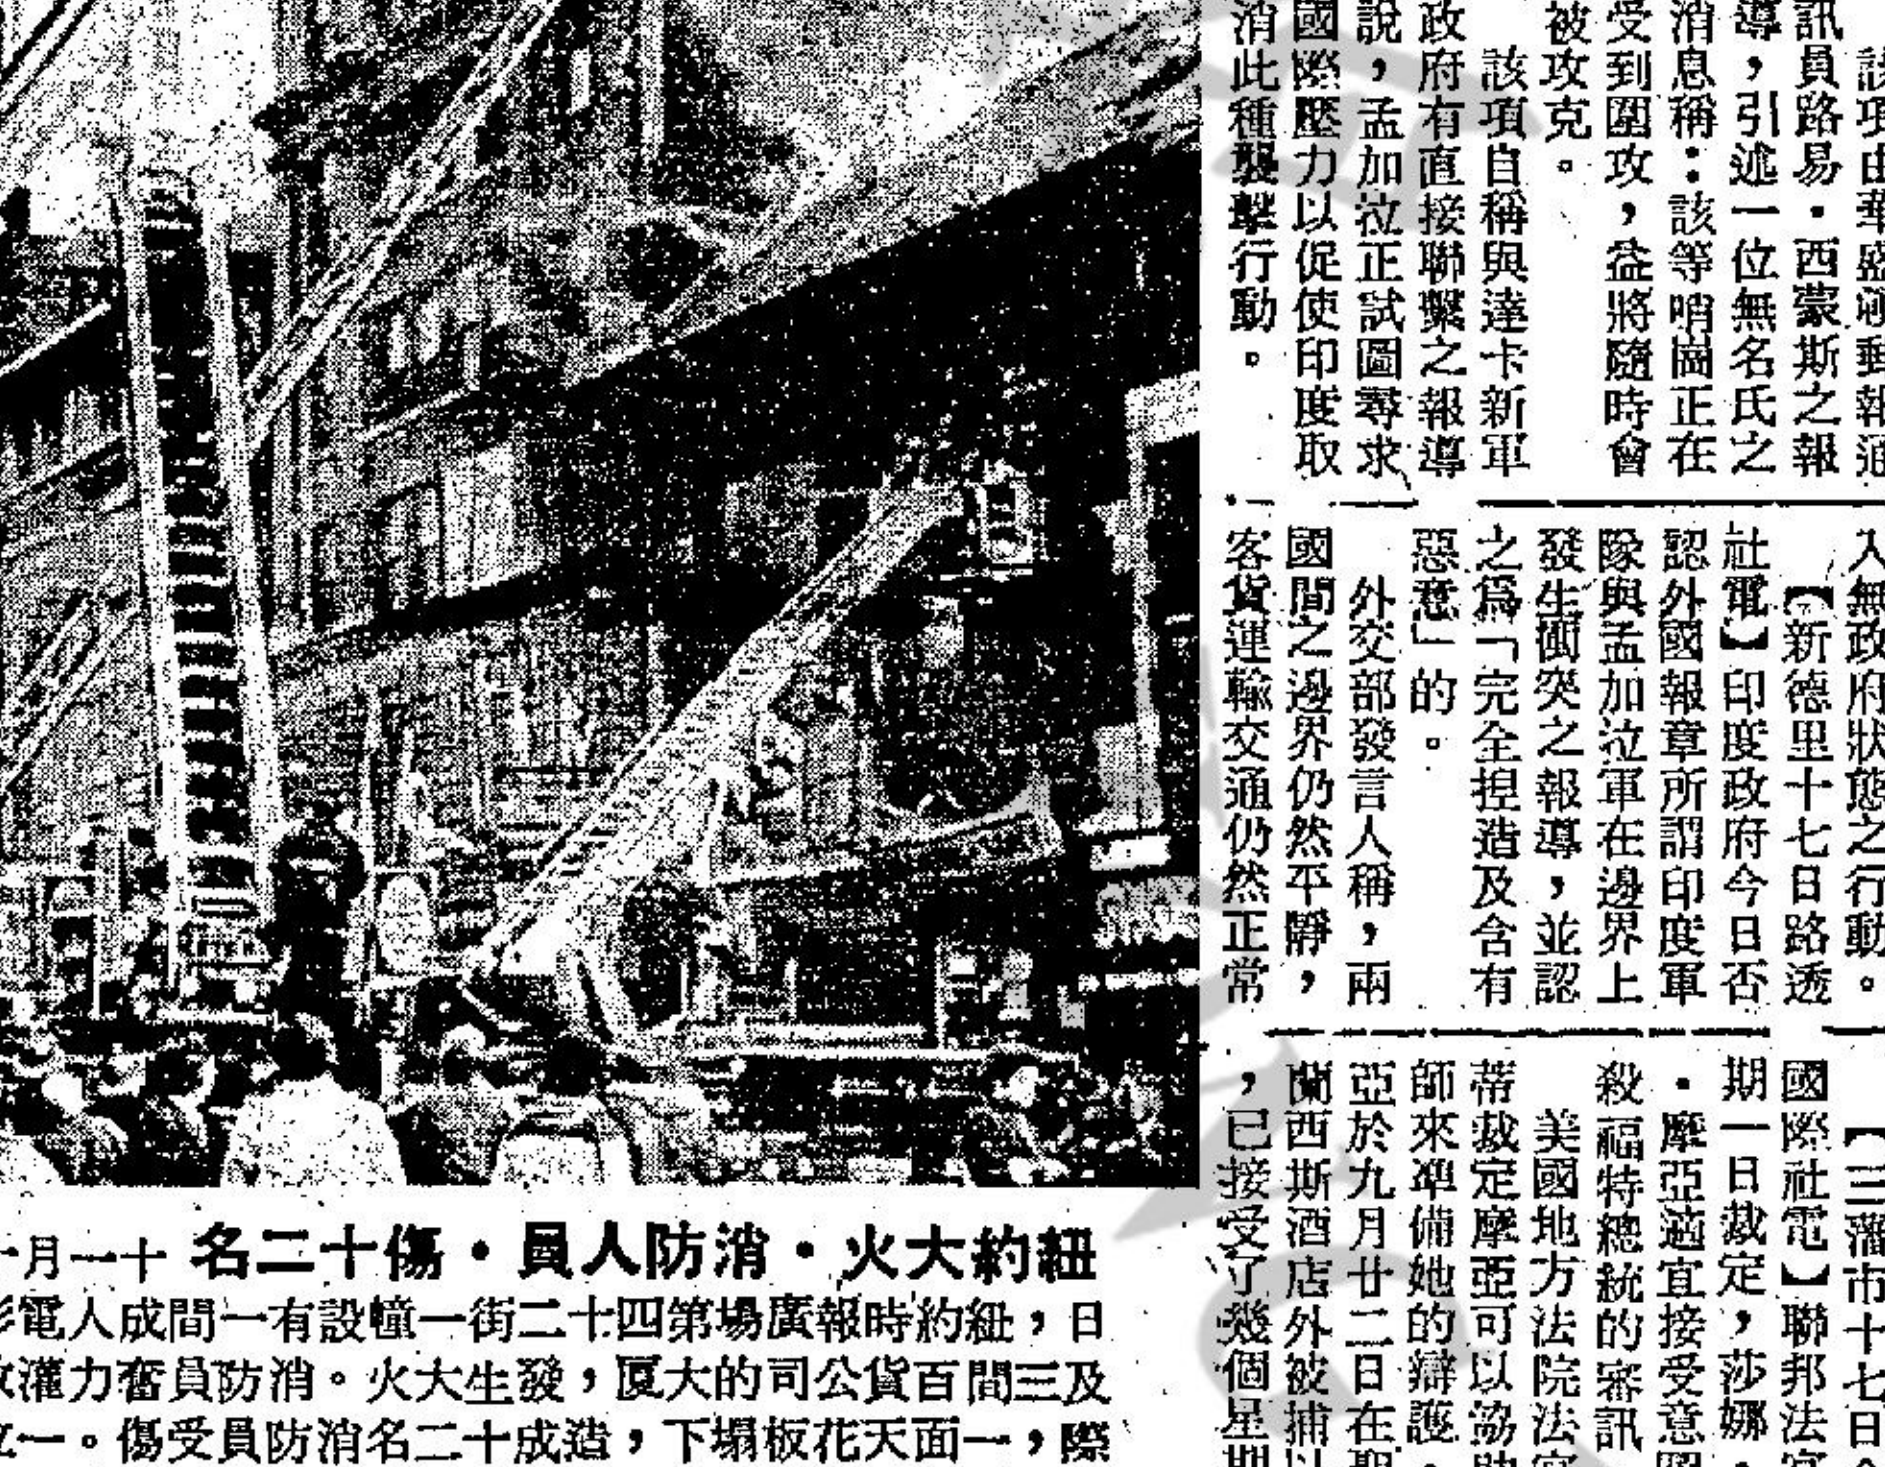 訊員路易・西蒙斯之報
導，引述一位無名氏之
消息稱：該等哨崗正在
受到圍攻，益將隨時會
被攻克。
該項自稱與達卡新軍
政府有直接聯繫之報導
說，孟加拉正試圖尋求
國際壓力以促使印度取
消此種襲擊行動。
入無政府狀態之行動。
【新德里十七日路透
社電】印度政府今日否
認外國報章所謂印度軍
隊與孟加拉軍在邊界上
發生衝突之報導，並認
之爲「完全捏造及含有
惡意」的。
外交部發言人稱，兩
國間之邊界仍然平靜，
客貨運輸交通仍然正常
【三藩市十七日
國際社電】聯邦法官
期一日裁定，莎娜
・摩亞適宜接受意
殺福特總統的審訊
美國地方法院法
蒂裁定摩亞可以協
師來準備她的辯護。
亞於九月廿二日在聖
蘭西斯酒店外被捕以
，已接受了幾個星期
紐約大火・消防人員・傷十二名 十一月
日，紐約時報廣場第四十二街一幢設有一間成人電
及三間百貨公司的大厦，發生大火。消防員奮力灌
際，一面天花板塌下，造成十二名消防員受傷。一